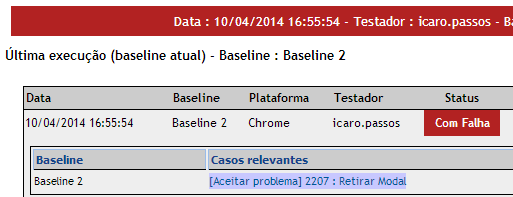 Data : 10/04/2014 16:55:54 - Testador : icaro.passos - Ba
Última execução (baseline atual) - Baseline : Baseline 2
Data Baseline Plataforma Testador Status
10/04/2014 16:55:54 Baseline 2 Chrome icaro.passos Com Falha
Baseline Casos relevantes
Baseline 2 [Aceitar problema] 2207 : Retirar Modal